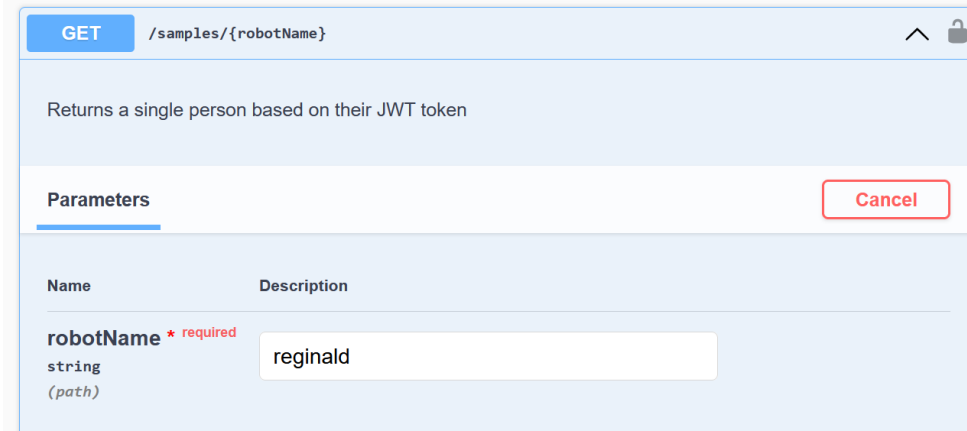 GET /samples/{robotName}
Returns a single person based on their JWT token
Parameters Cancel
Name Description
robotName * required
string
(path)
reginald